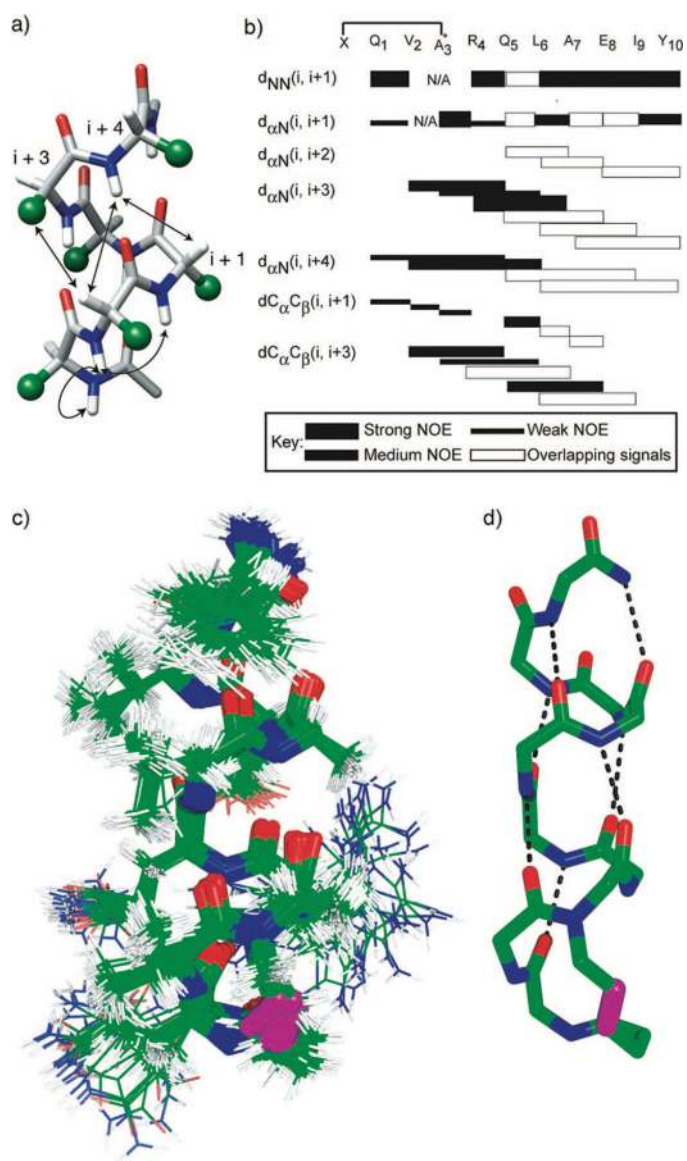 a)
i + 4
i + 3
i + 1
b)
X Q1 V2 A*3 R4 Q5 L6 A7 E8 I9 Y10
dNN(i, i+1) N/A
dαN(i, i+1) N/A
dαN(i, i+2)
dαN(i, i+3)
dαN(i, i+4)
dCαCβ(i, i+1)
dCαCβ(i, i+3)
Key: Strong NOE Weak NOE
Medium NOE Overlapping signals
c)
d)